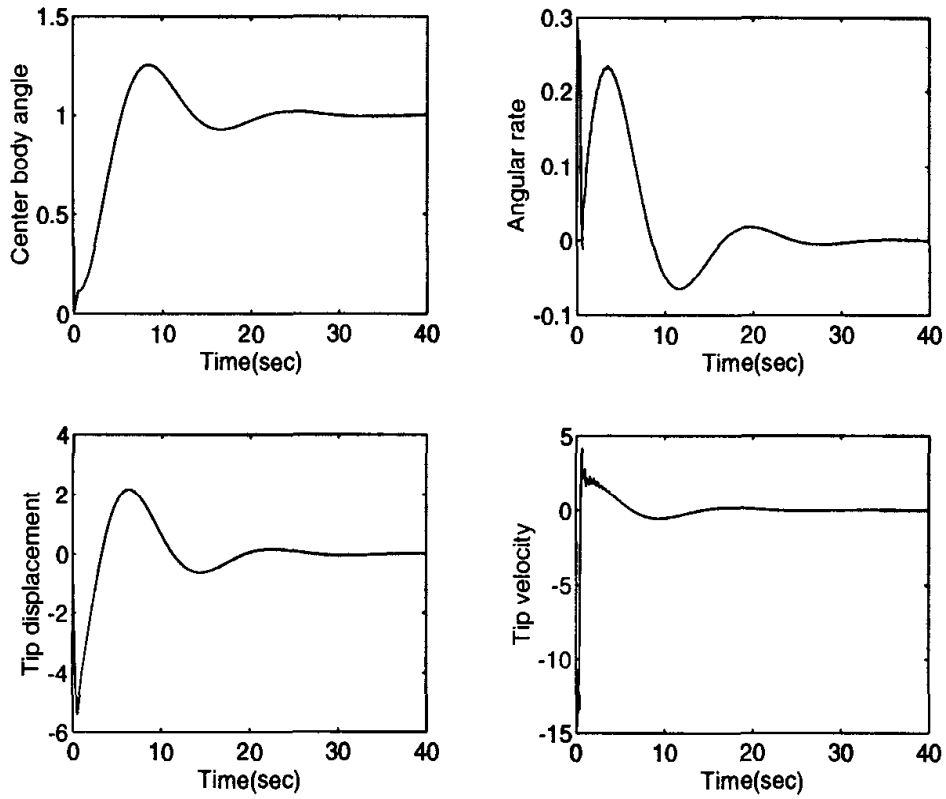 Center body angle
1.5
1
0.5
0
0 10 20 30 40
Time(sec)
Angular rate
0.3
0.2
0.1
0
-0.1
0 10 20 30 40
Time(sec)
Tip displacement
4
2
0
-2
-4
-6
0 10 20 30 40
Time(sec)
Tip velocity
5
0
-5
-10
-15
0 10 20 30 40
Time(sec)